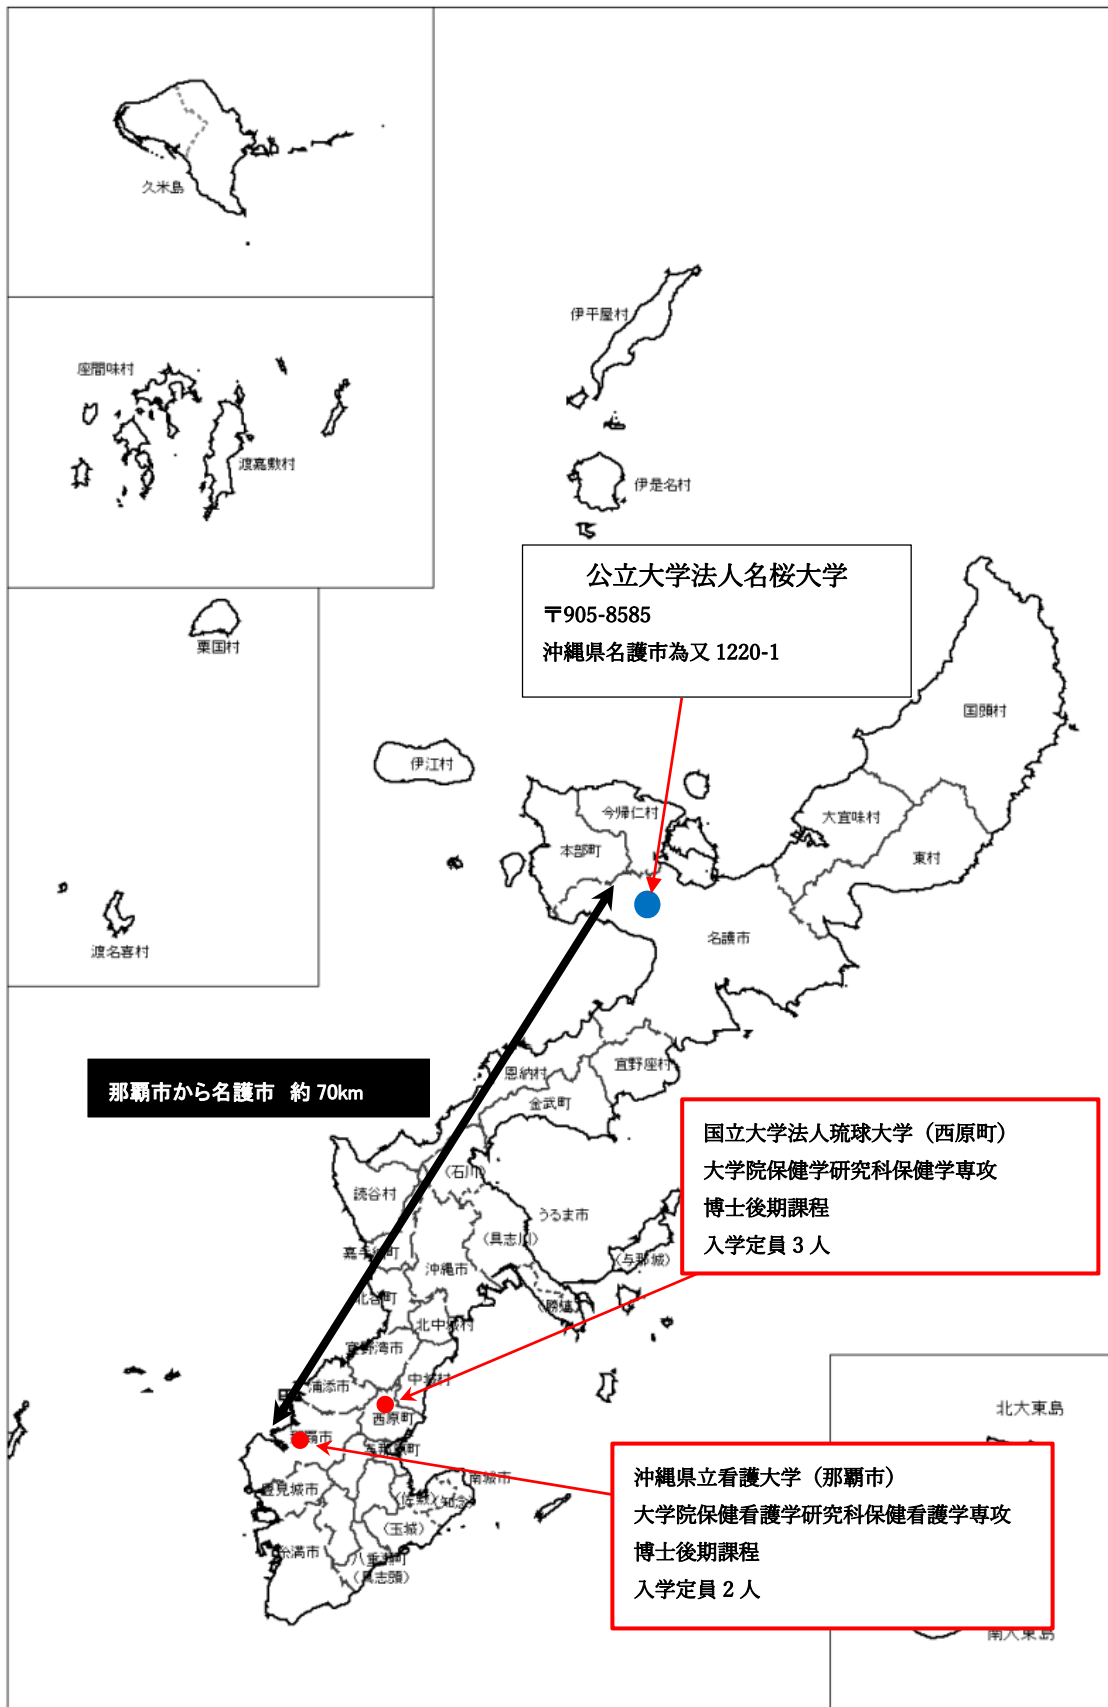 久米島
座間味村
渡嘉敷村
粟国村
渡名喜村
伊平屋村
伊是名村
公立大学法人名桜大学
〒905-8585
沖縄県名護市為又 1220-1
国頭村
伊江村
今帰仁村
大宜味村
本部町
東村
名護市
恩納村
宜野座村
金武町
那覇市から名護市 約 70km
国立大学法人琉球大学（西原町）
大学院保健学研究科保健学専攻
博士後期課程
入学定員 3 人
（石川）
読谷村
うるま市
（具志川）
嘉手納町
（与那城）
沖縄市
北谷町
（勝連）
北中城村
宜野湾市
中城村
浦添市
西原町
那覇市
与那原町
南城市
豊見城市
（佐敷）
（知念）
（玉城）
糸満市
八重瀬町
（具志頭）
北大東島
沖縄県立看護大学（那覇市）
大学院保健看護学研究科保健看護学専攻
博士後期課程
入学定員 2 人
南大東島